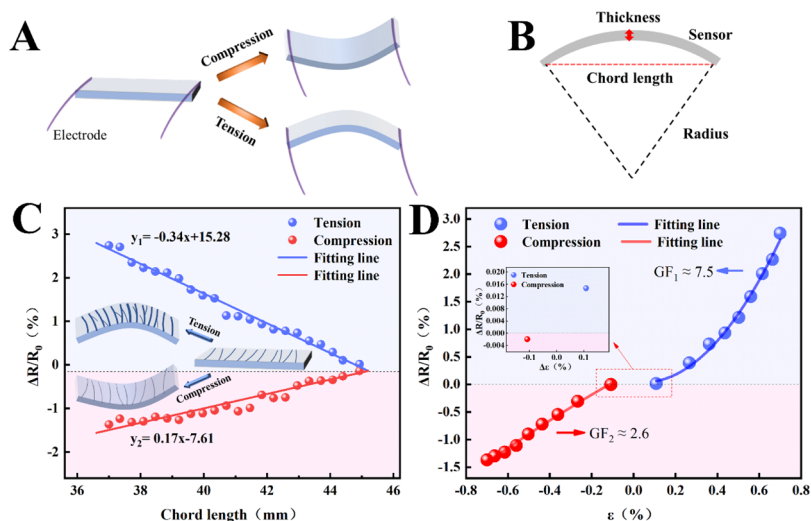 A
Compression
Tension
Electrode
B
Thickness
Sensor
Chord length
Radius
C
y₁= -0.34x+15.28
Tension
Compression
Fitting line
Fitting line
Tension
Compression
y₂= 0.17x-7.61
ΔR/R₀（%）
3
2
1
0
-1
-2
36
38
40
42
44
46
Chord length（mm）
D
Tension
Fitting line
Compression
Fitting line
GF₁ ≈ 7.5
GF₂ ≈ 2.6
ΔR/R₀（%）
3.0
2.5
2.0
1.5
1.0
0.5
0.0
-0.5
-1.0
-1.5
-0.8
-0.6
-0.4
-0.2
0.0
0.2
0.4
0.6
0.8
ε（%）
Tension
Compression
ΔR/R₀（%）
0.020
0.016
0.012
0.008
0.004
0.000
-0.004
-0.1
0.0
0.1
Δε（%）